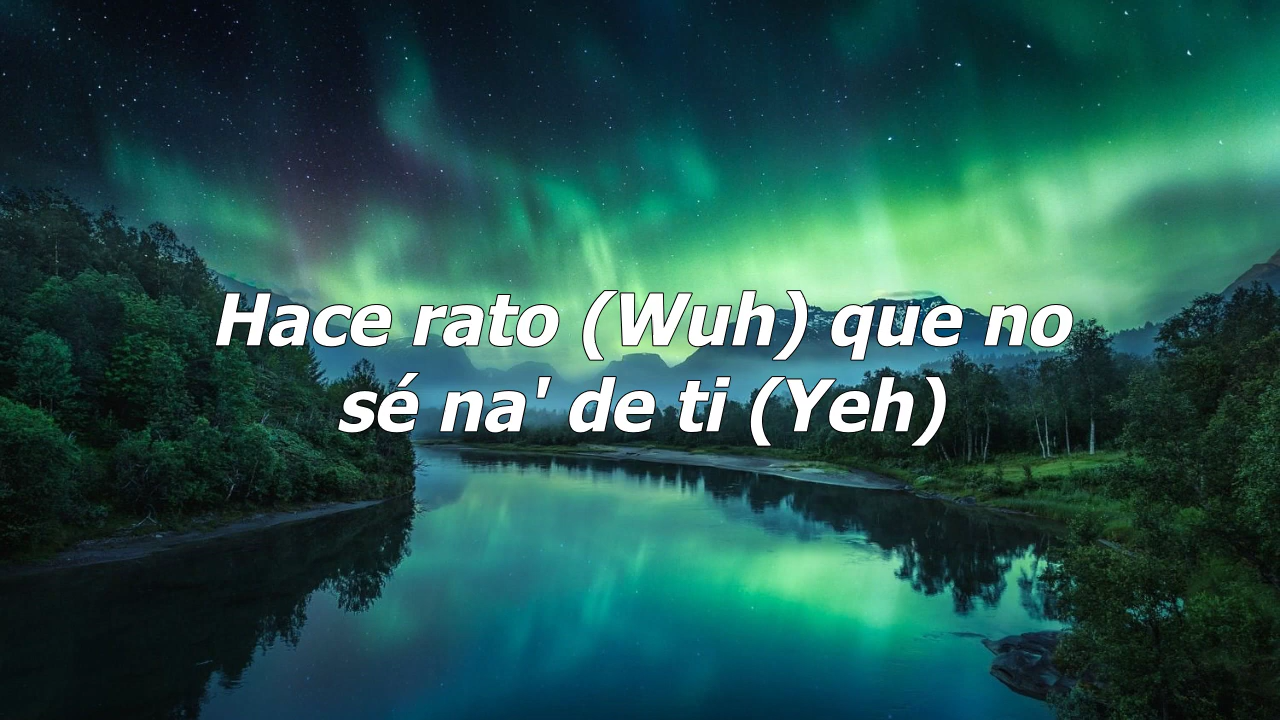 Hace rato (Wuh) que no
sé na' de ti (Yeh)